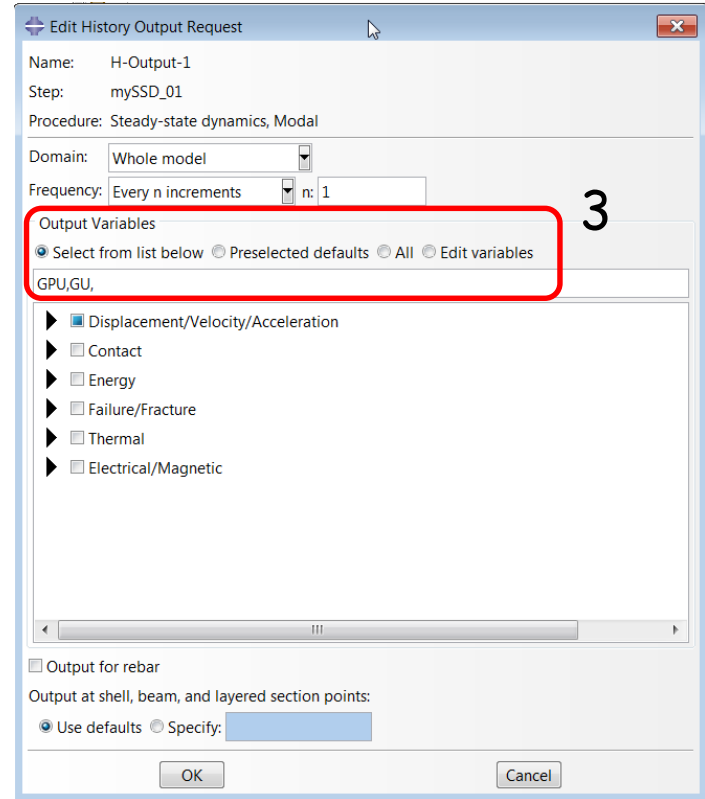 Edit History Output Request
Name: H-Output-1
Step: mySSD_01
Procedure: Steady-state dynamics, Modal
Domain: Whole model
Frequency: Every n increments n: 1
3
Output Variables
Select from list below Preselected defaults All Edit variables
GPU,GU,
Displacement/Velocity/Acceleration
Contact
Energy
Failure/Fracture
Thermal
Electrical/Magnetic
Output for rebar
Output at shell, beam, and layered section points:
Use defaults Specify:
OK Cancel